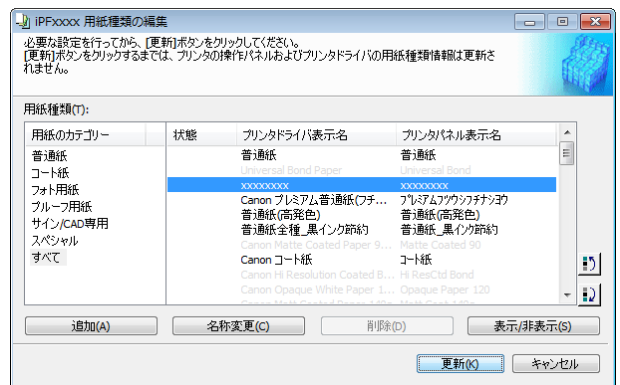 iPFxxxx 用紙種類の編集
必要な設定を行ってから、[更新]ボタンをクリックしてください。
[更新]ボタンをクリックするまでは、プリンタの操作パネルおよびプリンタドライバの用紙種類情報は更新さ
れません。
用紙種類(T):
用紙のカテゴリー 状態 プリンタドライバ表示名 プリンタパネル表示名
普通紙
コート紙
フォト用紙
プルーフ用紙
サイン/CAD専用
スペシャル
すべて
普通紙 普通紙
Universal Bond Paper Universal Bond
xxxxxxxx xxxxxxxx
Canon プレミアム普通紙(フチ... プレミアムフツウシフチナシヨウ
普通紙(高発色) 普通紙(高発色)
普通紙全種_黒インク節約 普通紙_黒インク節約
Canon Matte Coated Paper 9... Matte Coated 90
Canon コート紙 コート紙
Canon Hi Resolution Coated B... Hi ResCtd Bond
Canon Opaque White Paper 1... Opaque Paper 120
追加(A) 名称変更(C) 削除(D) 表示/非表示(S)
更新(K) キャンセル